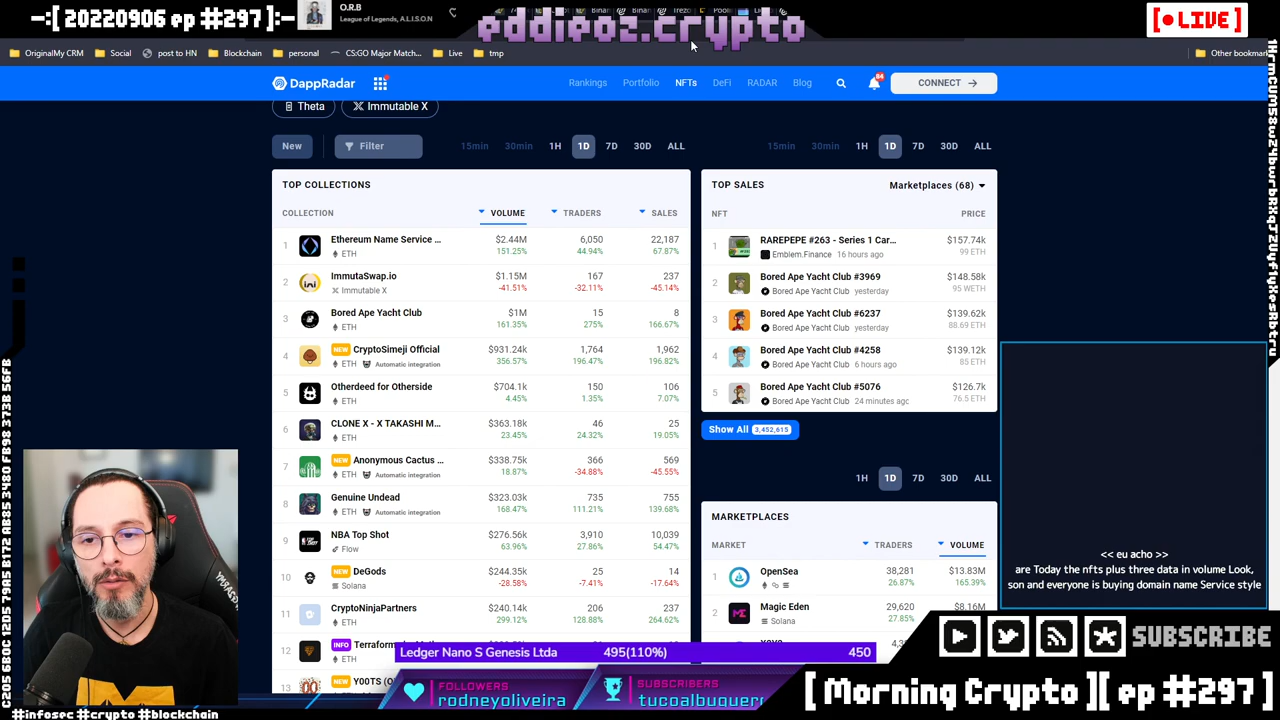 -:[ 20220906 ep #297 ]:-
O.R.B
League of Legends, A.L.I.S.O.N
eddieoz.crypto
[ LIVE ]
OriginalMy CRM
Social
post to HN
Blockchain
personal
CS:GO Major Match...
Live
tmp
Other bookmar
DappRadar
Rankings
Portfolio
NFTs
DeFi
RADAR
Blog
84
CONNECT →
Theta
Immutable X
New
Filter
15min 30min 1H 1D 7D 30D ALL
15min 30min 1H 1D 7D 30D ALL
TOP COLLECTIONS
COLLECTION VOLUME TRADERS SALES
1 Ethereum Name Service ... $2.44M 6,050 22,187
ETH 151.25% 44.94% 67.87%
2 ImmutaSwap.io $1.15M 167 237
Immutable X -41.51% -32.11% -45.14%
3 Bored Ape Yacht Club $1M 15 8
ETH 161.35% 275% 166.67%
4 NEW CryptoSimeji Official $931.24k 1,764 1,962
ETH Automatic integration 356.57% 196.47% 196.82%
5 Otherdeed for Otherside $704.1k 150 106
ETH 4.45% 1.35% 7.07%
6 CLONE X - X TAKASHI M... $363.18k 46 25
ETH 23.45% 24.32% 19.05%
7 NEW Anonymous Cactus ... $338.75k 366 569
ETH Automatic integration 18.87% -34.88% -45.55%
8 Genuine Undead $323.03k 735 755
ETH Automatic integration 168.47% 111.21% 139.68%
9 NBA Top Shot $276.56k 3,910 10,039
Flow 63.96% 27.86% 54.47%
10 DeGods $244.35k 25 14
Solana -28.58% -7.41% -17.64%
11 CryptoNinjaPartners $240.14k 206 237
ETH 299.12% 128.88% 264.62%
12 INFO Terraform
ETH
13 NEW Y00TS (
TOP SALES
Marketplaces (68)
NFT PRICE
1 RAREPEPE #263 - Series 1 Car... $157.74k
Emblem.Finance 16 hours ago 99 ETH
2 Bored Ape Yacht Club #3969 $148.58k
Bored Ape Yacht Club yesterday 95 WETH
3 Bored Ape Yacht Club #6237 $139.62k
Bored Ape Yacht Club yesterday 88.69 ETH
4 Bored Ape Yacht Club #4258 $139.12k
Bored Ape Yacht Club 6 hours ago 85 ETH
5 Bored Ape Yacht Club #5076 $126.7k
Bored Ape Yacht Club 24 minutes ago 76.5 ETH
Show All 3,452,615
1H 1D 7D 30D ALL
MARKETPLACES
MARKET TRADERS VOLUME
1 OpenSea 38,281 $13.83M
26.87% 165.39%
2 Magic Eden 29,620 $8.16M
Solana 27.85%
<< eu acho >>
are Today the nfts plus three data in volume Look,
son and everyone is buying domain name Service style
Ledger Nano S Genesis Ltda 495(110%) 450
FOLLOWERS
rodneyoliveira
SUBSCRIBERS
tucoalbuquerq
SUBSCRIBE
[ Morning Crypto ][ ep #297 ]
#infosec #crypto #blockchain